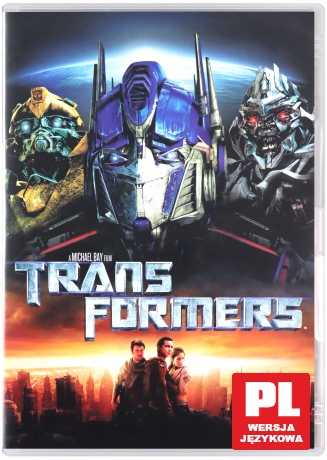 A MICHAEL BAY FILM
TRANS
FORMERS
PL
WERSJA
JĘZYKOWA